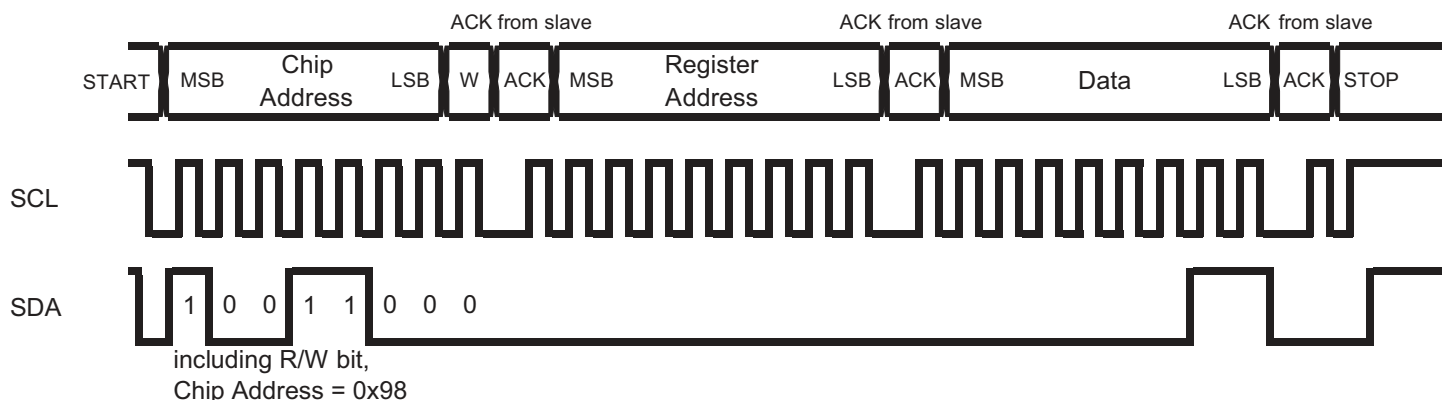 ACK from slave ACK from slave ACK from slave
START MSB Chip Address LSB W ACK MSB Register Address LSB ACK MSB Data LSB ACK STOP
SCL
SDA 1 0 0 1 1 0 0 0
including R/W bit,
Chip Address = 0x98